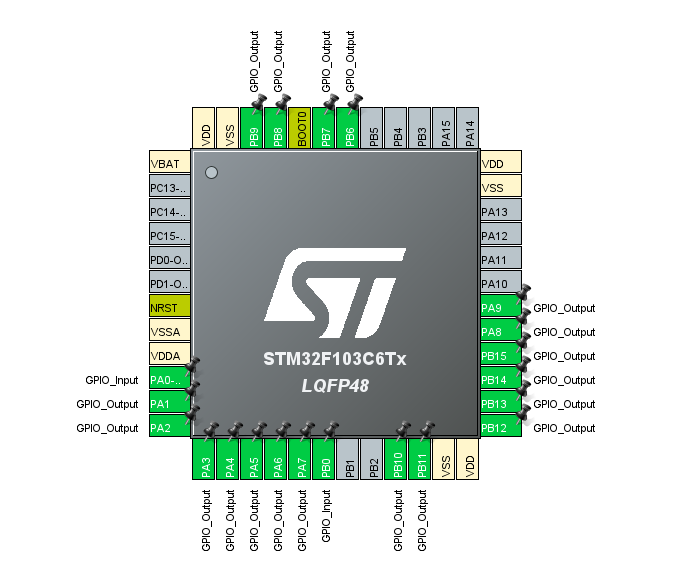 GPIO_Output
GPIO_Output
GPIO_Output
GPIO_Output
VDD
VSS
PB9
PB8
BOOT0
PB7
PB6
PB5
PB4
PB3
PA15
PA14
VBAT
PC13-..
PC14-..
PC15-..
PD0-O..
PD1-O..
NRST
VSSA
VDDA
GPIO_Input PA0-..
GPIO_Output PA1
GPIO_Output PA2
ST
STM32F103C6Tx
LQFP48
VDD
VSS
PA13
PA12
PA11
PA10
PA9 GPIO_Output
PA8 GPIO_Output
PB15 GPIO_Output
PB14 GPIO_Output
PB13 GPIO_Output
PB12 GPIO_Output
PA3
PA4
PA5
PA6
PA7
PB0
PB1
PB2
PB10
PB11
VSS
VDD
GPIO_Output
GPIO_Output
GPIO_Output
GPIO_Output
GPIO_Output
GPIO_Input
GPIO_Output
GPIO_Output